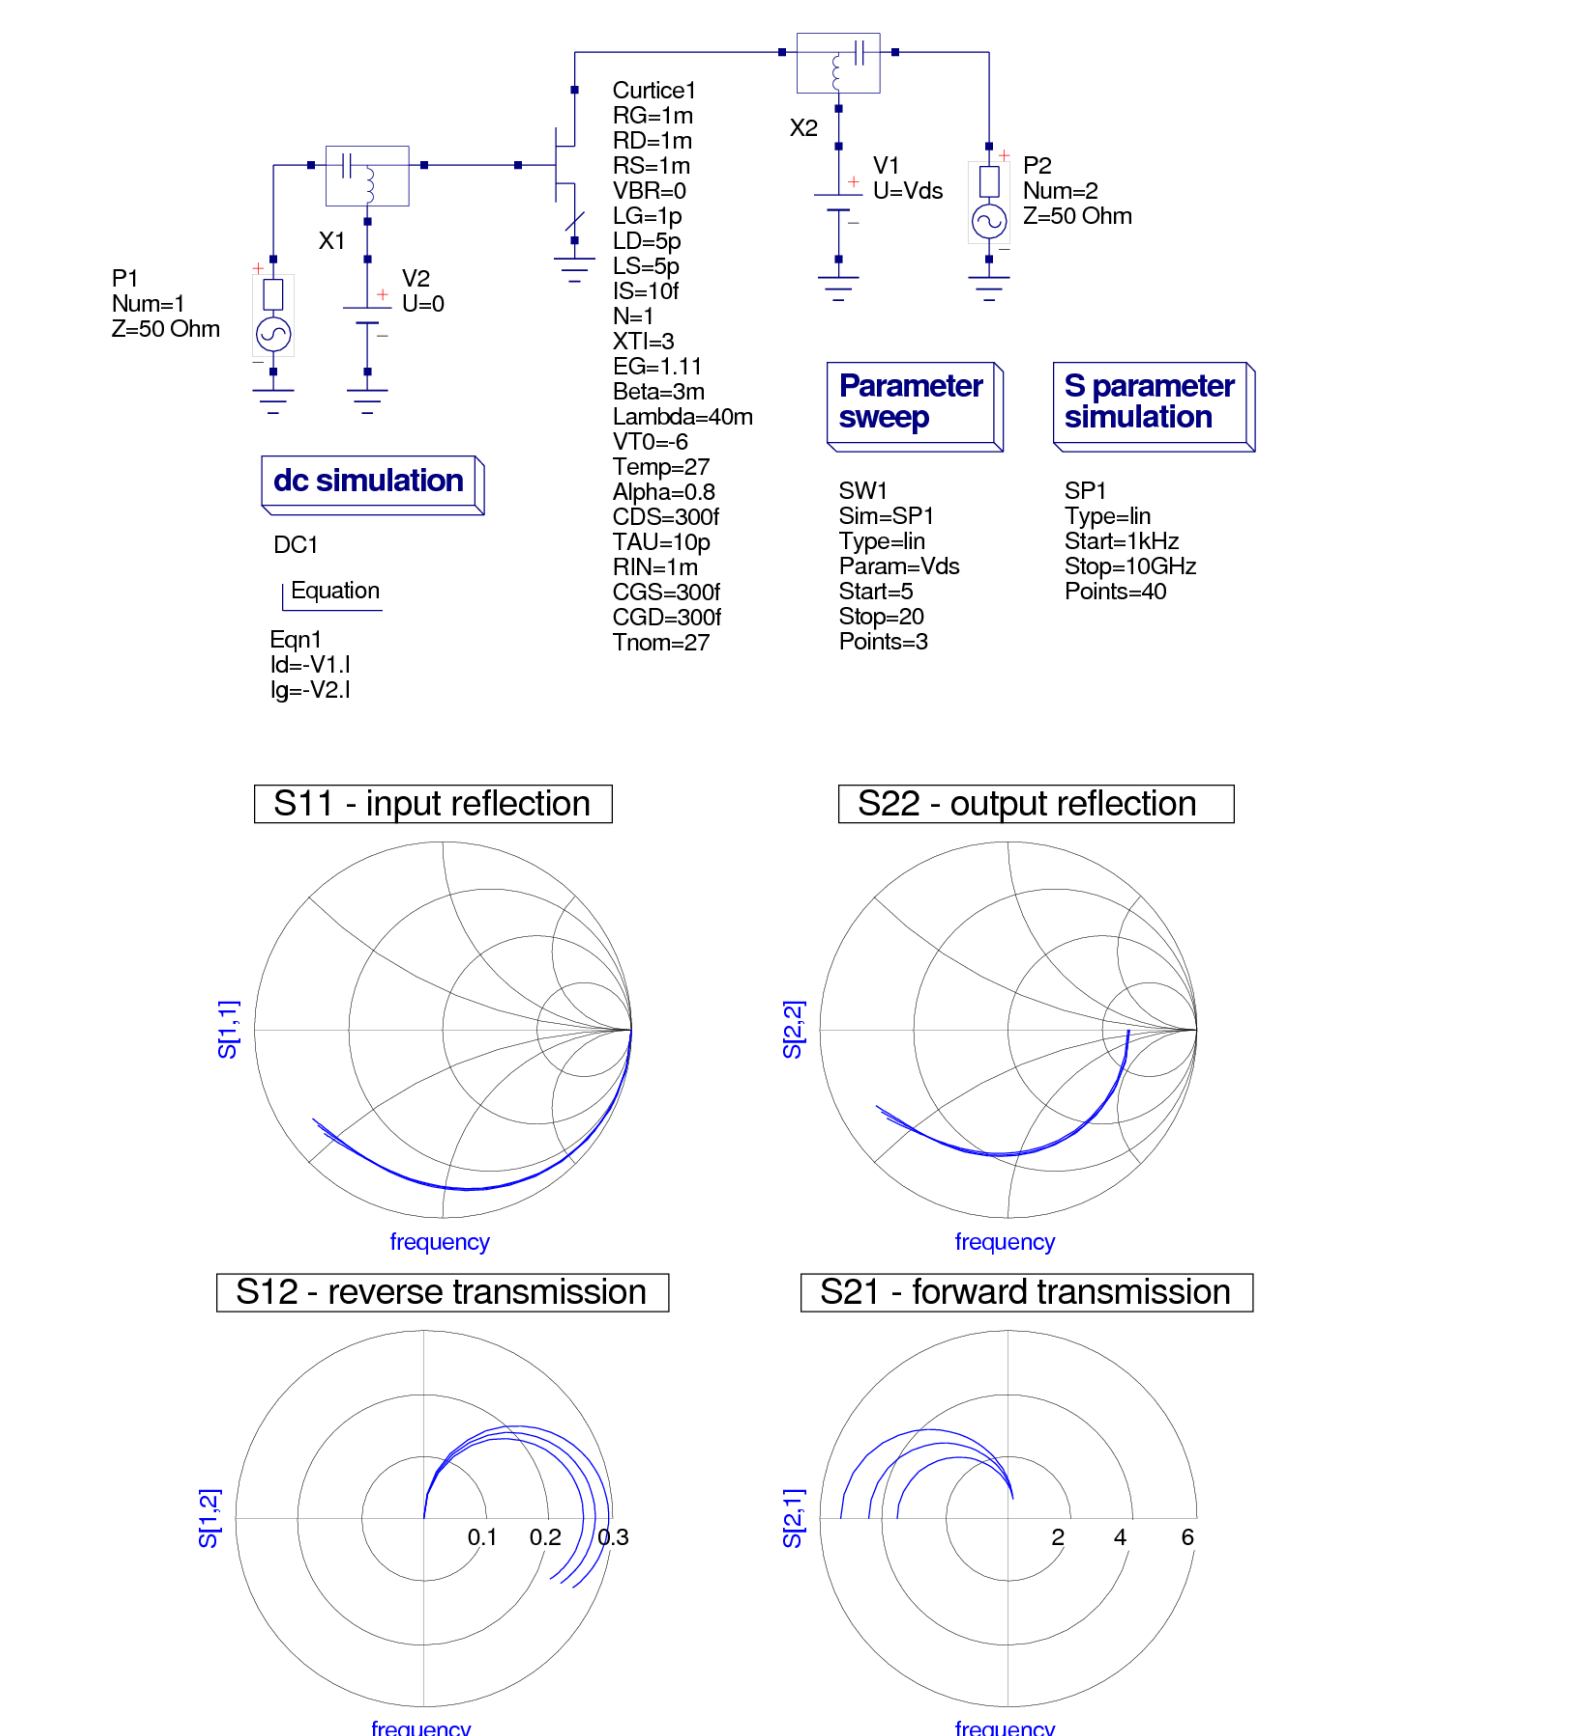 Curtice1
RG=1m
RD=1m
RS=1m
VBR=0
LG=1p
LD=5p
LS=5p
IS=10f
N=1
XTI=3
EG=1.11
Beta=3m
Lambda=40m
VT0=-6
Temp=27
Alpha=0.8
CDS=300f
TAU=10p
RIN=1m
CGS=300f
CGD=300f
Tnom=27
X2
V1
U=Vds
P2
Num=2
Z=50 Ohm
X1
P1
Num=1
Z=50 Ohm
V2
U=0
dc simulation
DC1
Equation
Eqn1
Id=-V1.I
Ig=-V2.I
Parameter
sweep
SW1
Sim=SP1
Type=lin
Param=Vds
Start=5
Stop=20
Points=3
S parameter
simulation
SP1
Type=lin
Start=1kHz
Stop=10GHz
Points=40
S11 - input reflection
S[1,1]
frequency
S22 - output reflection
S[2,2]
frequency
S12 - reverse transmission
S[1,2]
0.1 0.2 0.3
frequency
S21 - forward transmission
S[2,1]
2 4 6
frequency